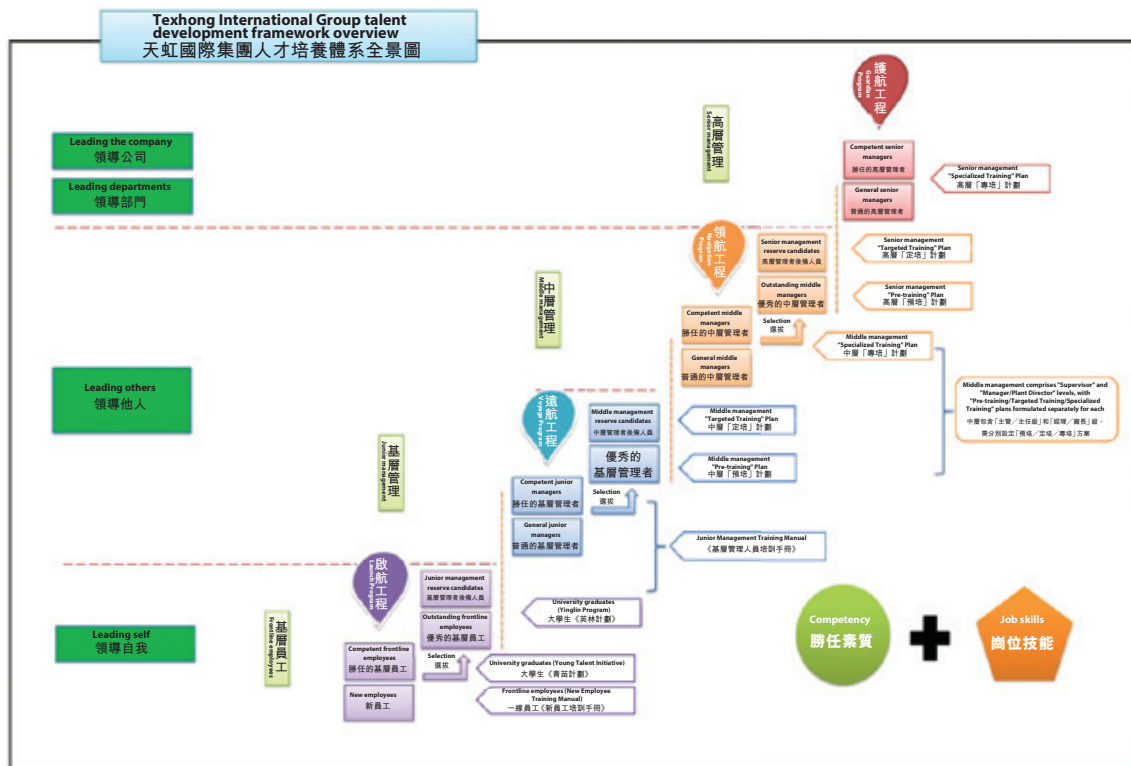 Texhong International Group talent
development framework overview
天虹國際集團人才培養體系全景圖
護航工程
Guardian
Program
高層管理
Senior management
Leading the company
領導公司
Competent senior
managers
勝任的高層管理者
Senior management
"Specialized Training" Plan
高層「專培」計劃
Leading departments
領導部門
General senior
managers
普通的高層管理者
領航工程
Navigation
Program
Senior management
reserve candidates
高層管理者後備人員
Senior management
"Targeted Training" Plan
高層「定培」計劃
中層管理
Middle management
Outstanding middle
managers
優秀的中層管理者
Senior management
"Pre-training" Plan
高層「預培」計劃
Competent middle
managers
勝任的中層管理者
Selection
選拔
Middle management
"Specialized Training" Plan
中層「專培」計劃
General middle
managers
普通的中層管理者
Leading others
領導他人
Middle management comprises "Supervisor" and
"Manager/Plant Director" levels, with
"Pre-training/Targeted Training/Specialized
Training" plans formulated separately for each
中層包含「主管／主任級」和「經理／廠長」級，
需分別設定「預培／定培／專培」方案
遠航工程
Voyage Program
Middle management
reserve candidates
中層管理者後備人員
Middle management
"Targeted Training" Plan
中層「定培」計劃
基層管理
Junior management
優秀的
基層管理者
Middle management
"Pre-training" Plan
中層「預培」計劃
Competent junior
managers
勝任的基層管理者
Selection
選拔
General junior
managers
普通的基層管理者
Junior Management Training Manual
《基層管理人員培訓手冊》
啟航工程
Launch Program
Junior management
reserve candidates
基層管理者後備人員
University graduates
(Yinglin Program)
大學生《英林計劃》
Competency
勝任素質
Job skills
崗位技能
基層員工
Frontline employees
Outstanding frontline
employees
優秀的基層員工
Leading self
領導自我
Competent frontline
employees
勝任的基層員工
Selection
選拔
University graduates (Young Talent Initiative)
大學生《青苗計劃》
New employees
新員工
Frontline employees (New Employee
Training Manual)
一線員工《新員工培訓手冊》